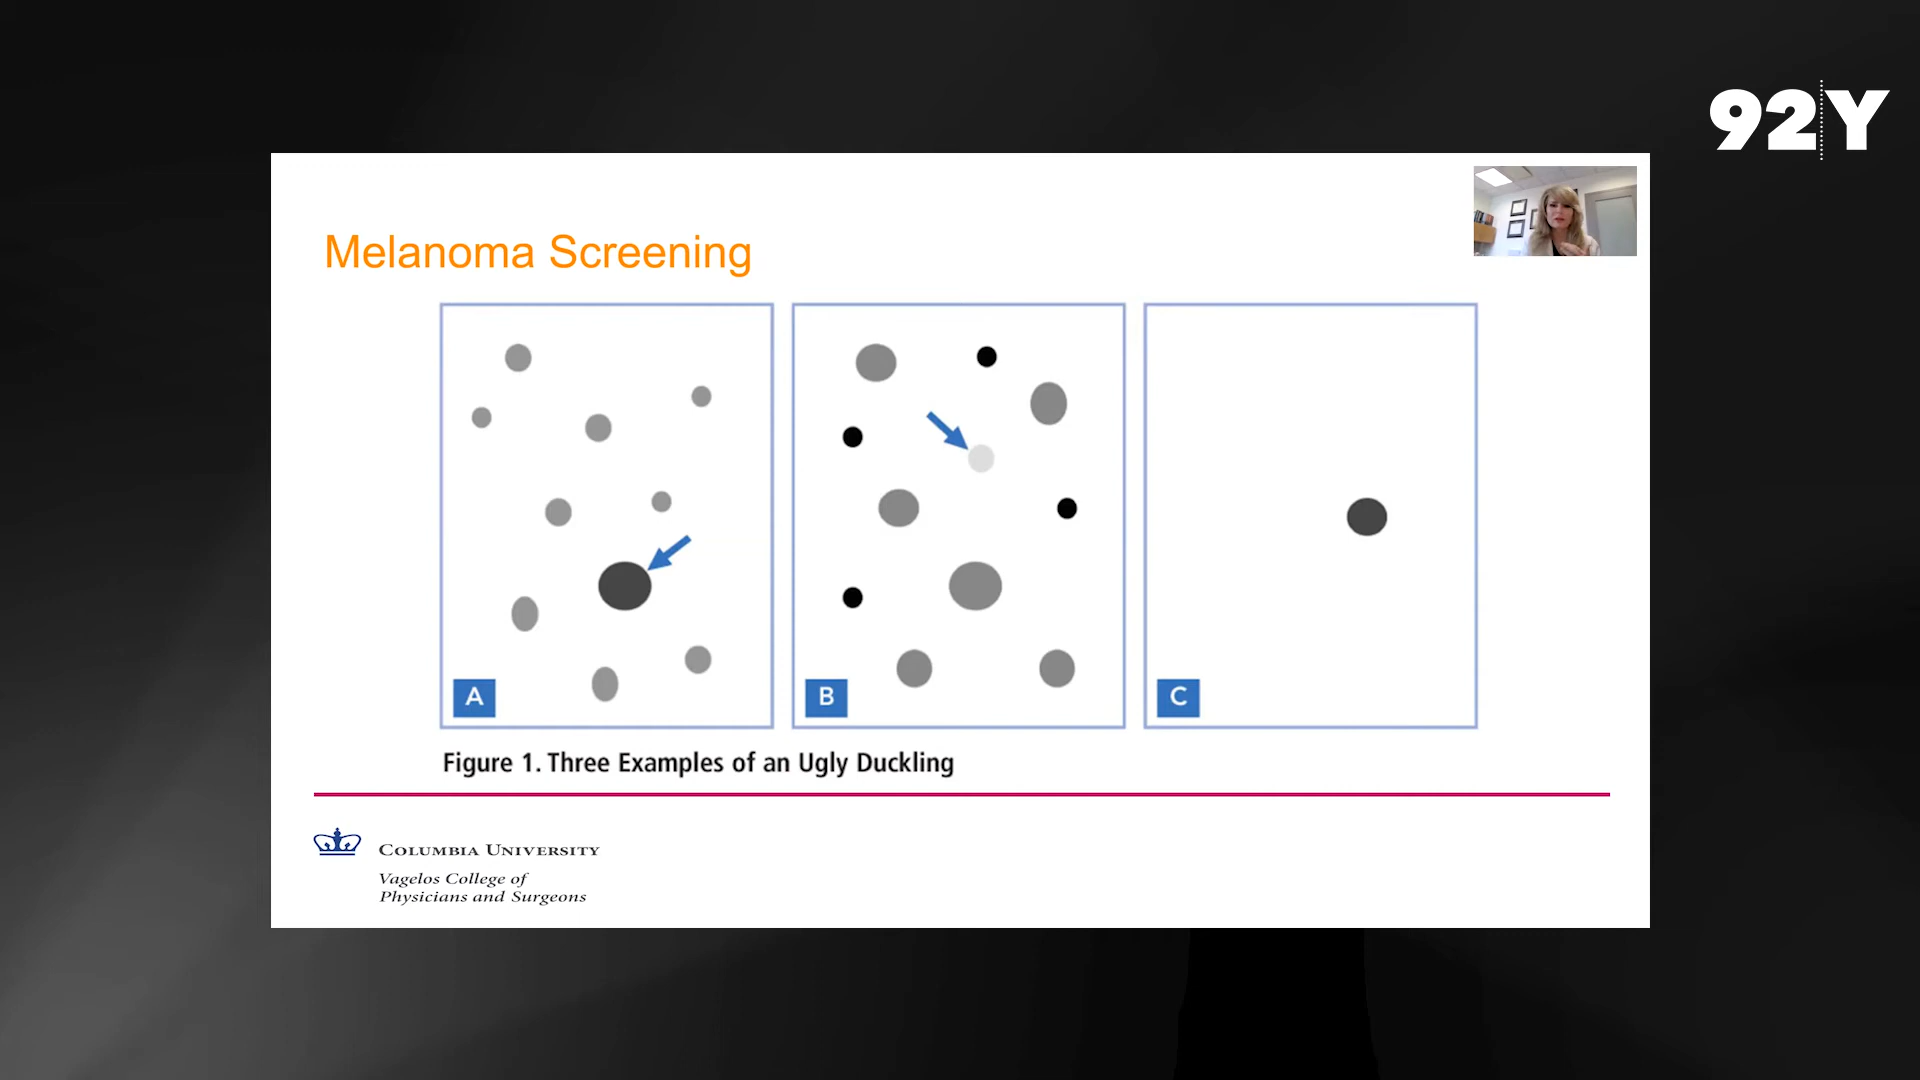 92Y
Melanoma Screening
A
B
C
Figure 1. Three Examples of an Ugly Duckling
COLUMBIA UNIVERSITY
Vagelos College of
Physicians and Surgeons